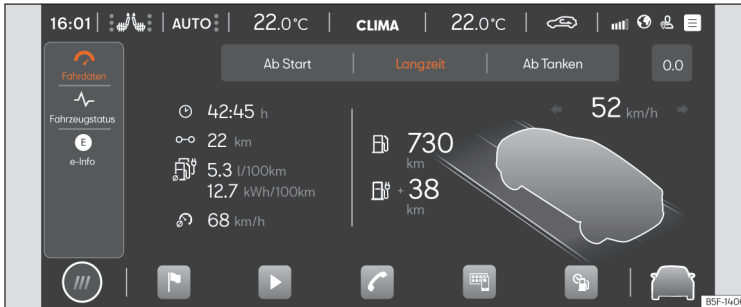 16:01 AUTO 22.0°C CLIMA 22.0°C
Fahrdaten
Fahrzeugstatus
E
e-Info
Ab Start Langzeit Ab Tanken 0.0
42:45 h
22 km
5.3 l/100km
12.7 kWh/100km
68 km/h
730
km
+ 38
km
52 km/h
B5F-1406